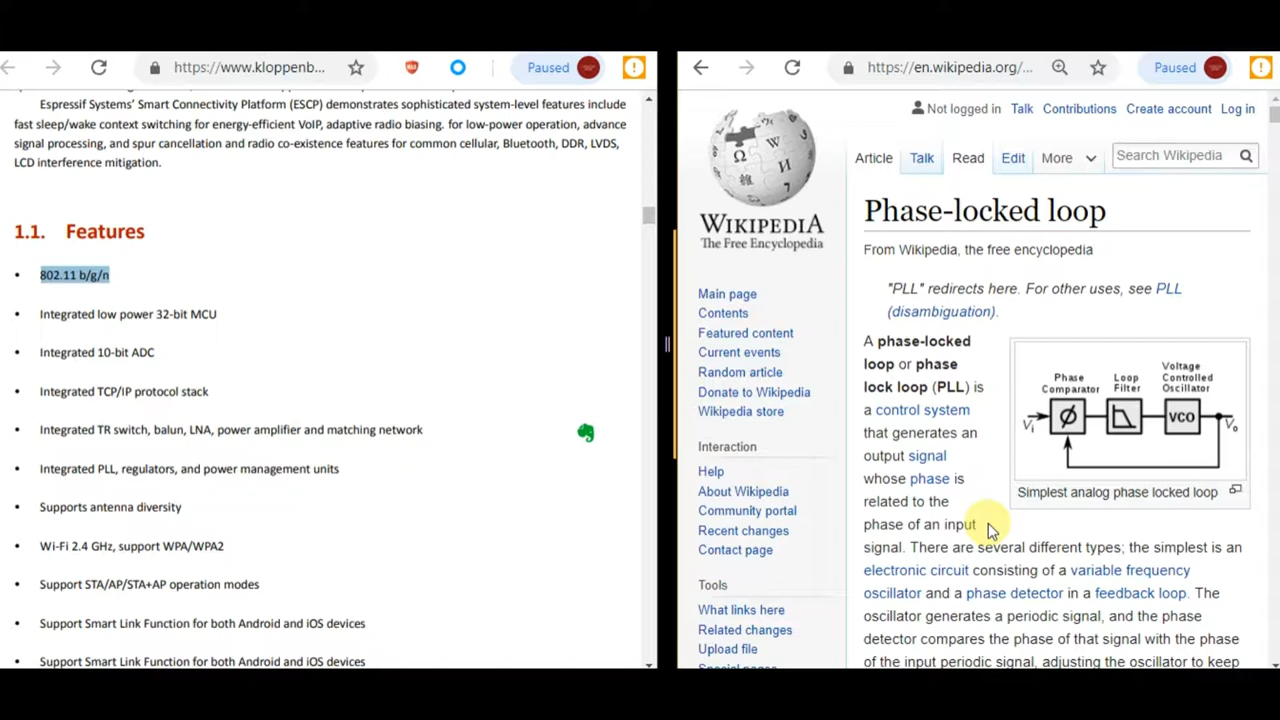 https://www.kloppenb...
Paused
Espressif Systems' Smart Connectivity Platform (ESCP) demonstrates sophisticated system-level features include
fast sleep/wake context switching for energy-efficient VoIP, adaptive radio biasing. for low-power operation, advance
signal processing, and spur cancellation and radio co-existence features for common cellular, Bluetooth, DDR, LVDS,
LCD interference mitigation.
1.1. Features
• 802.11 b/g/n
• Integrated low power 32-bit MCU
• Integrated 10-bit ADC
• Integrated TCP/IP protocol stack
• Integrated TR switch, balun, LNA, power amplifier and matching network
• Integrated PLL, regulators, and power management units
• Supports antenna diversity
• Wi-Fi 2.4 GHz, support WPA/WPA2
• Support STA/AP/STA+AP operation modes
• Support Smart Link Function for both Android and iOS devices
• Support Smart Link Function for both Android and iOS devices
https://en.wikipedia.org/...
Paused
Not logged in Talk Contributions Create account Log in
Article Talk Read Edit More Search Wikipedia
WIKIPEDIA
The Free Encyclopedia
Main page
Contents
Featured content
Current events
Random article
Donate to Wikipedia
Wikipedia store
Interaction
Help
About Wikipedia
Community portal
Recent changes
Contact page
Tools
What links here
Related changes
Upload file
Special pages
Phase-locked loop
From Wikipedia, the free encyclopedia
"PLL" redirects here. For other uses, see PLL
(disambiguation).
A phase-locked
loop or phase
lock loop (PLL) is
a control system
that generates an
output signal
whose phase is
related to the
phase of an input
signal. There are several different types; the simplest is an
electronic circuit consisting of a variable frequency
oscillator and a phase detector in a feedback loop. The
oscillator generates a periodic signal, and the phase
detector compares the phase of that signal with the phase
of the input periodic signal, adjusting the oscillator to keep
Phase
Comparator
Loop
Filter
Voltage
Controlled
Oscillator
Vi
ϕ
VCO
Vo
Simplest analog phase locked loop